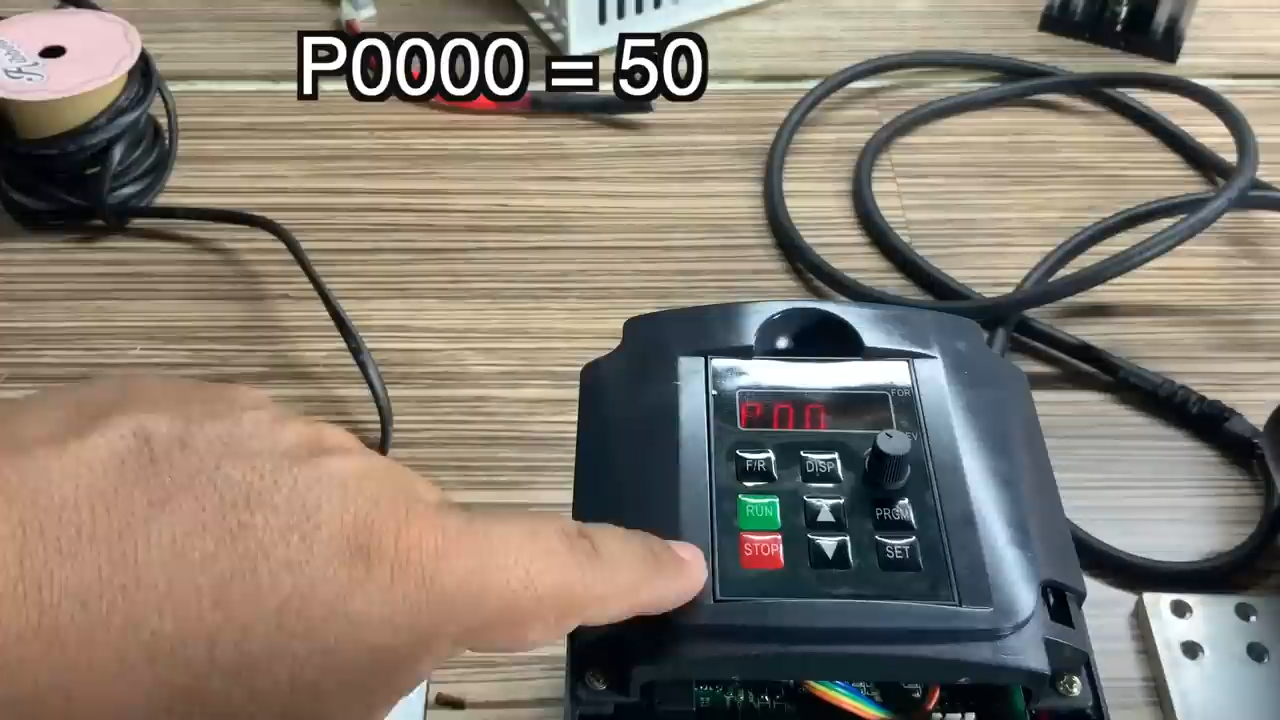 P0000 = 50
FOR
P00
REV
F/R
DISP
RUN
PRGM
STOP
SET